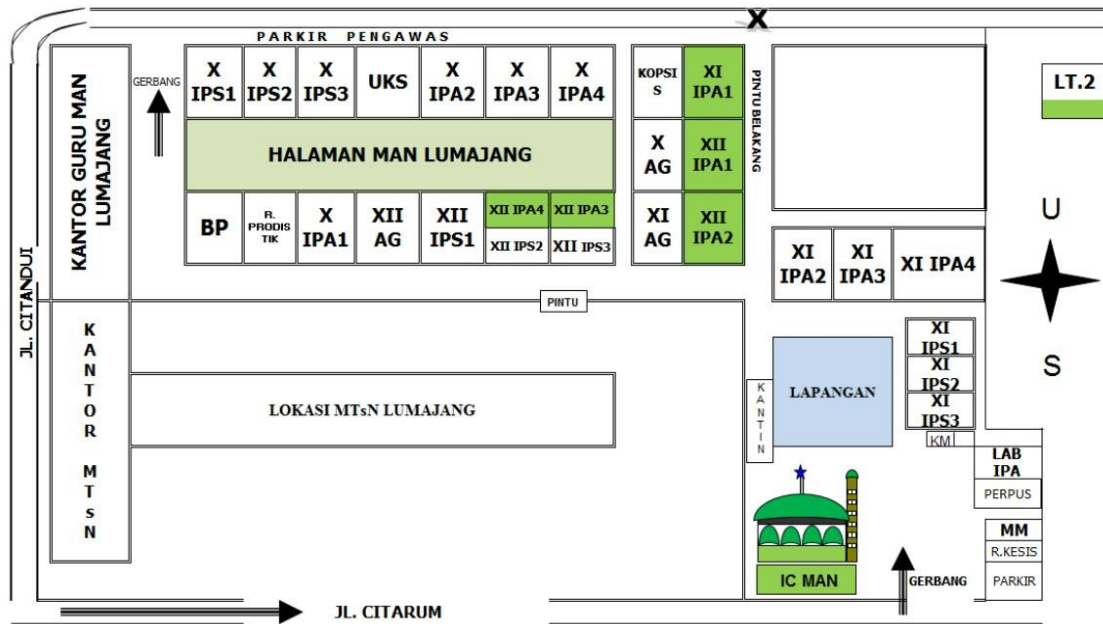 X
PARKIR PENGAWAS
KANTOR GURU MAN
LUMAJANG
GERBANG
X
IPS1
X
IPS2
X
IPS3
UKS
X
IPA2
X
IPA3
X
IPA4
KOPSI
S
XI
IPA1
PINTU BELAKANG
LT.2
HALAMAN MAN LUMAJANG
X
AG
XII
IPA1
BP
R.
PRODIS
TIK
X
IPA1
XII
AG
XII
IPS1
XII IPA4
XII IPA3
XII IPS2
XII IPS3
XI
AG
XII
IPA2
U
S
XI
IPA2
XI
IPA3
XI IPA4
JL. CITANDUI
PINTU
KANTOR MTsN
LOKASI MTsN LUMAJANG
KANTIN
LAPANGAN
XI
IPS1
XI
IPS2
XI
IPS3
KM
LAB
IPA
PERPUS
MM
R.KESIS
PARKIR
IC MAN
GERBANG
JL. CITARUM